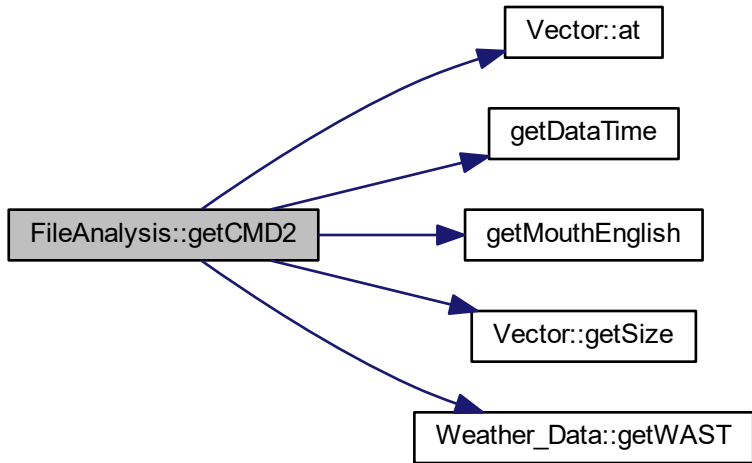 Vector::at
getDataTime
FileAnalysis::getCMD2
getMouthEnglish
Vector::getSize
Weather_Data::getWAST